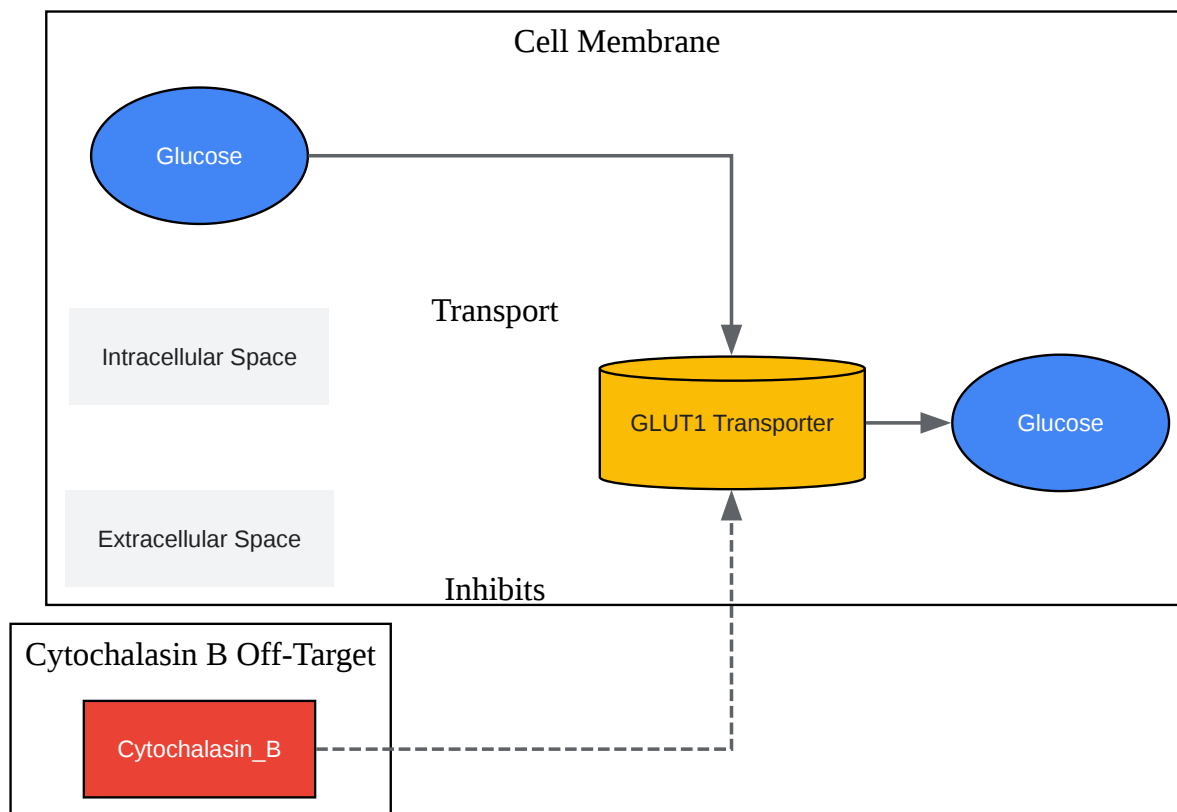 Cell Membrane
Glucose
Transport
Intracellular Space
GLUT1 Transporter
Glucose
Extracellular Space
Inhibits
Cytochalasin B Off-Target
Cytochalasin_B